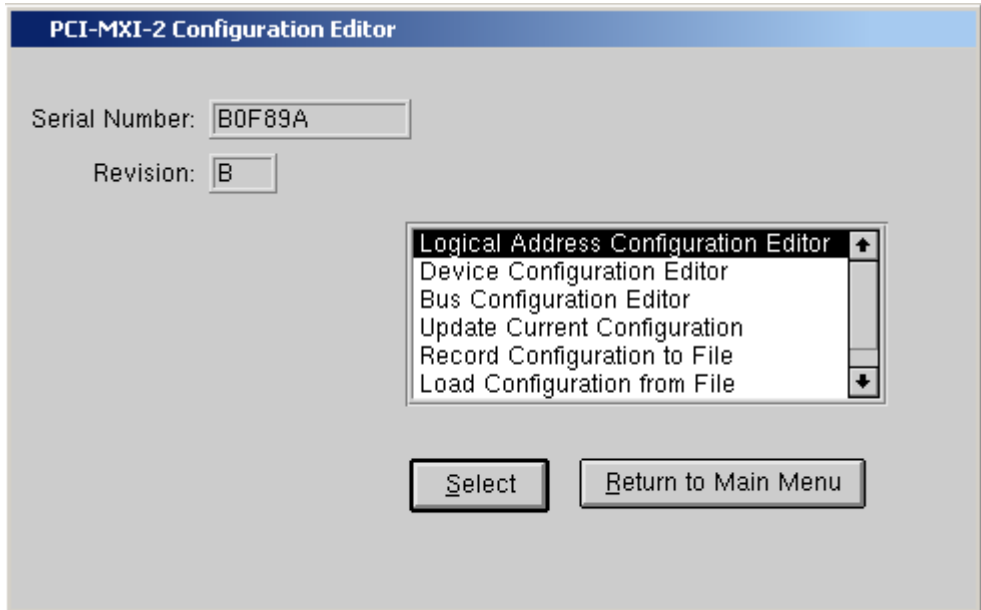 PCI-MXI-2 Configuration Editor
Serial Number: B0F89A
Revision: B
Logical Address Configuration Editor
Device Configuration Editor
Bus Configuration Editor
Update Current Configuration
Record Configuration to File
Load Configuration from File
Select Return to Main Menu